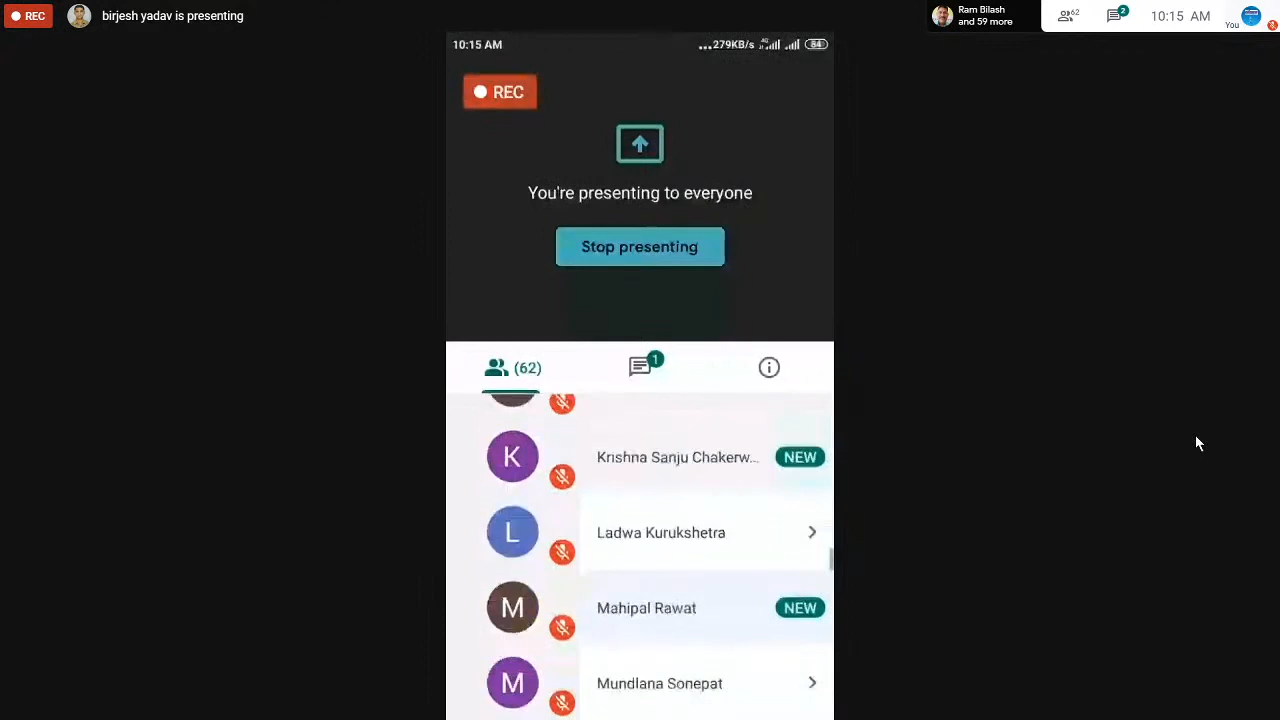 REC
birjesh yadav is presenting
Ram Bilash
and 59 more
62
2
10:15 AM
You
10:15 AM
279KB/s
4G
84
REC
You're presenting to everyone
Stop presenting
(62)
1
K
Krishna Sanju Chakerw...
NEW
L
Ladwa Kurukshetra
M
Mahipal Rawat
NEW
M
Mundlana Sonepat